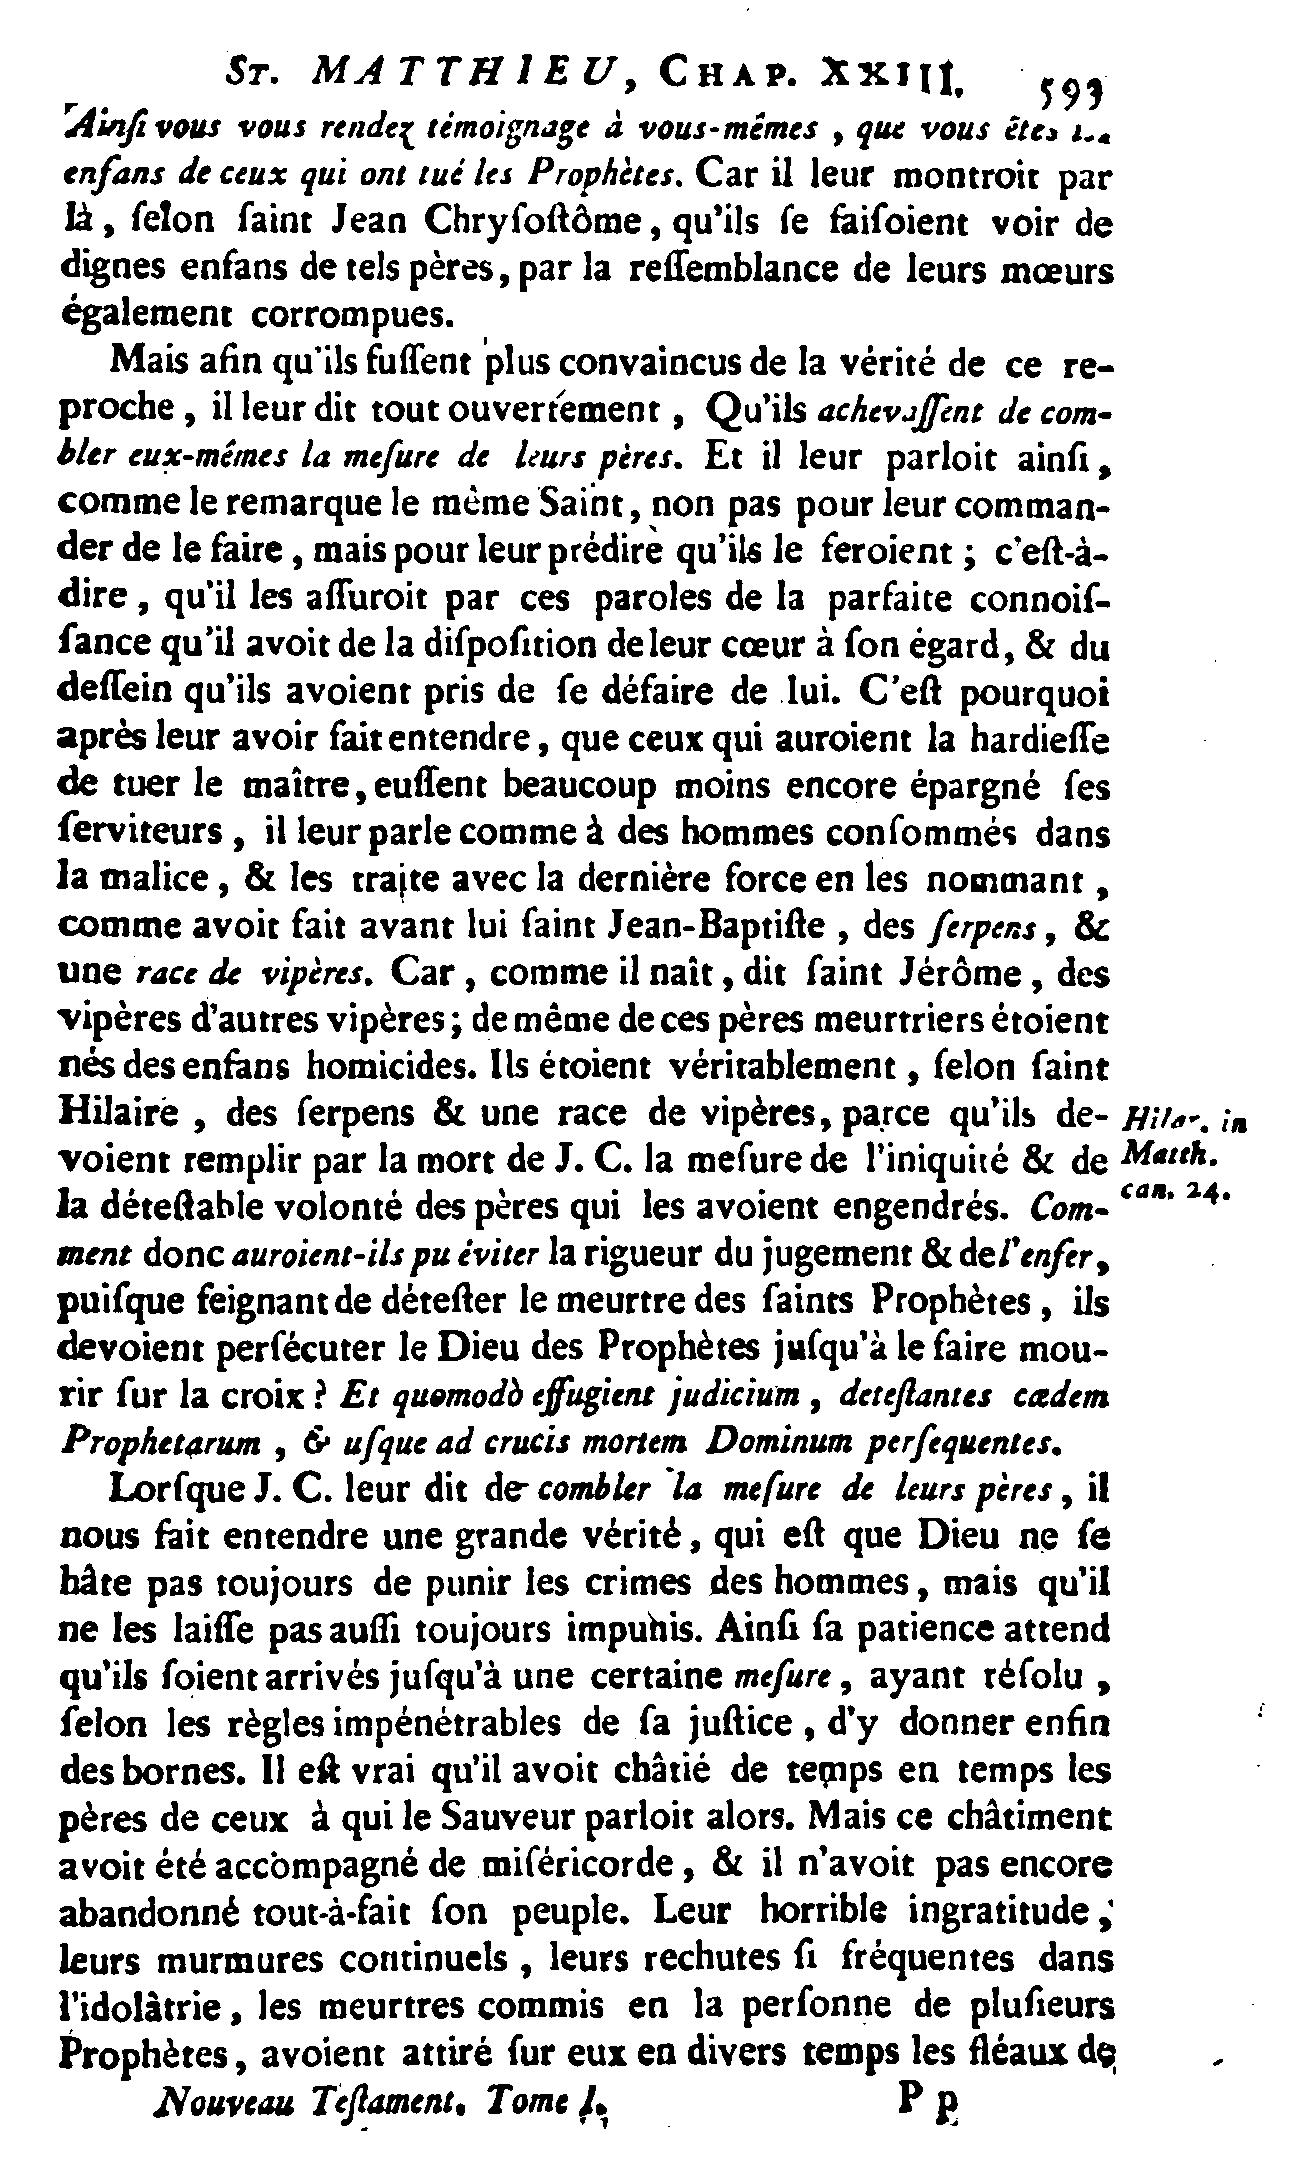 St. MATTHIEU, Chap. XXIII. 593
Ainſi vous vous rendez témoignage à vous-mêmes, que vous êtes
enfans de ceux qui ont tué les Prophètes. Car il leur montroit par
là, ſelon ſaint Jean Chryſoſtôme, qu'ils ſe faiſoient voir de
dignes enfans de tels pères, par la reſſemblance de leurs mœurs
également corrompues.
Mais afin qu'ils fuſſent plus convaincus de la vérité de ce re-
proche, il leur dit tout ouvertement, Qu'ils achevaſſent de com-
bler eux-mêmes la meſure de leurs pères. Et il leur parloit ainſi,
comme le remarque le même Saint, non pas pour leur comman-
der de le faire, mais pour leur prédire qu'ils le feroient; c'eſt-à-
dire, qu'il les aſſuroit par ces paroles de la parfaite connoiſ-
ſance qu'il avoit de la diſpoſition de leur cœur à ſon égard, & du
deſſein qu'ils avoient pris de ſe défaire de lui. C'eſt pourquoi
après leur avoir fait entendre, que ceux qui auroient la hardieſſe
de tuer le maître, euſſent beaucoup moins encore épargné ſes
ſerviteurs, il leur parle comme à des hommes conſommés dans
la malice, & les traite avec la dernière force en les nommant,
comme avoit fait avant lui ſaint Jean-Baptiſte, des ſerpens, &
une race de vipères. Car, comme il naît, dit ſaint Jérôme, des
vipères d'autres vipères; de même de ces pères meurtriers étoient
nés des enfans homicides. Ils étoient véritablement, ſelon ſaint
Hilaire, des ſerpens & une race de vipères, parce qu'ils de-
voient remplir par la mort de J. C. la meſure de l'iniquité & de
la déteſtable volonté des pères qui les avoient engendrés. Com-
ment donc auroient-ils pu éviter la rigueur du jugement & de l'enfer,
puiſque feignant de déteſter le meurtre des ſaints Prophètes, ils
devoient perſécuter le Dieu des Prophètes juſqu'à le faire mou-
rir ſur la croix? Et quomodò effugient judicium, deteſtantes cædem
Prophetarum, & uſque ad crucis mortem Dominum perſequentes.
Hilar. in
Matth.
can. 24.
Lorſque J. C. leur dit de combler la meſure de leurs pères, il
nous fait entendre une grande vérité, qui eſt que Dieu ne ſe
hâte pas toujours de punir les crimes des hommes, mais qu'il
ne les laiſſe pas auſſi toujours impunis. Ainſi ſa patience attend
qu'ils ſoient arrivés juſqu'à une certaine meſure, ayant réſolu,
ſelon les règles impénétrables de ſa juſtice, d'y donner enfin
des bornes. Il eſt vrai qu'il avoit châtié de temps en temps les
pères de ceux à qui le Sauveur parloit alors. Mais ce châtiment
avoit été accompagné de miſéricorde, & il n'avoit pas encore
abandonné tout-à-fait ſon peuple. Leur horrible ingratitude,
leurs murmures continuels, leurs rechutes ſi fréquentes dans
l'idolâtrie, les meurtres commis en la perſonne de pluſieurs
Prophètes, avoient attiré ſur eux en divers temps les fléaux de
Nouveau Teſtament. Tome I. Pp